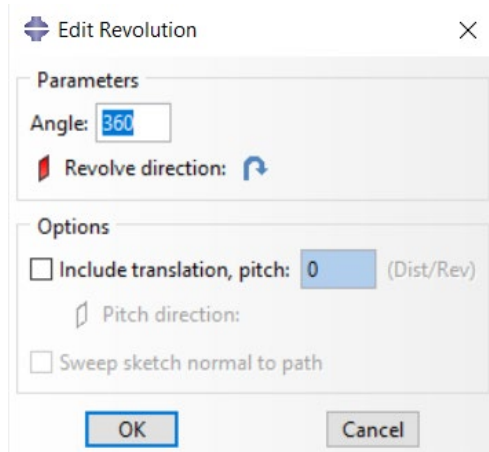 Edit Revolution
Parameters
Angle: 360
Revolve direction:
Options
Include translation, pitch: 0 (Dist/Rev)
Pitch direction:
Sweep sketch normal to path
OK Cancel